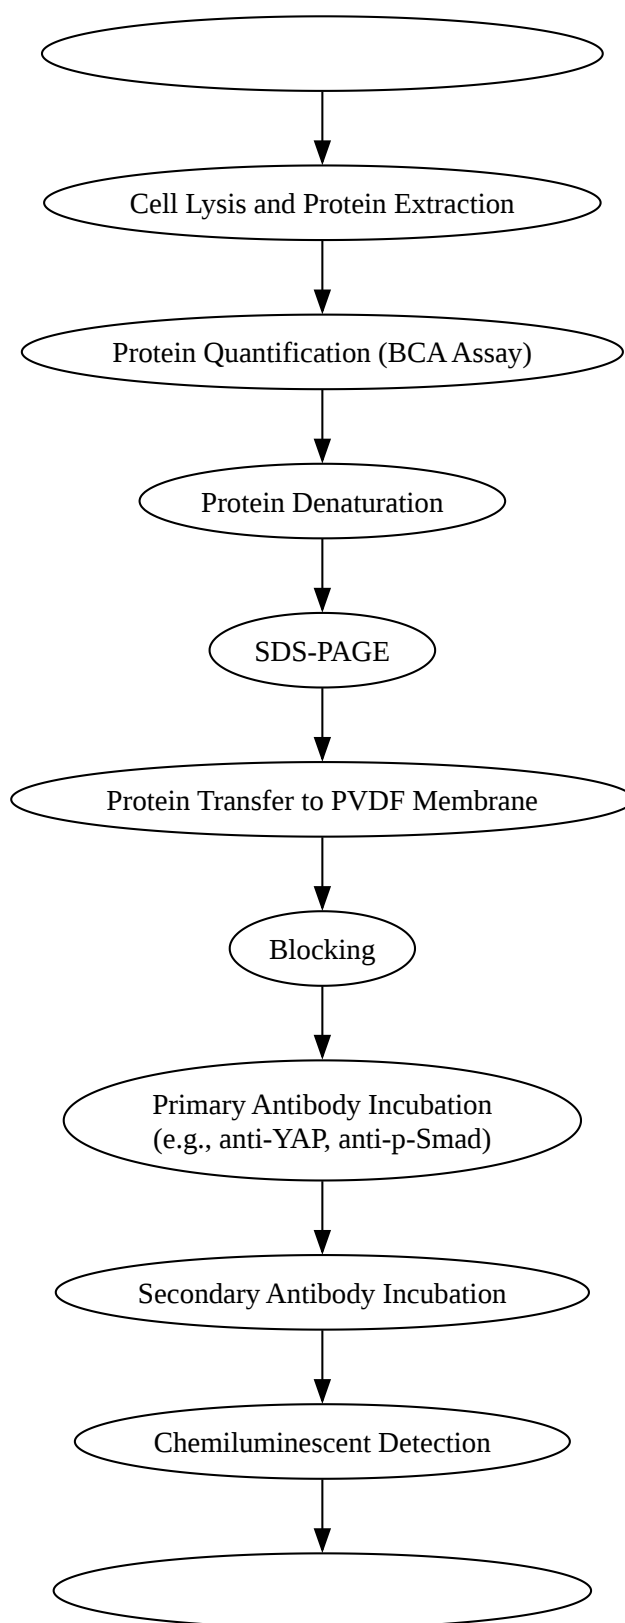 Cell Lysis and Protein Extraction
Protein Quantification (BCA Assay)
Protein Denaturation
SDS-PAGE
Protein Transfer to PVDF Membrane
Blocking
Primary Antibody Incubation
(e.g., anti-YAP, anti-p-Smad)
Secondary Antibody Incubation
Chemiluminescent Detection